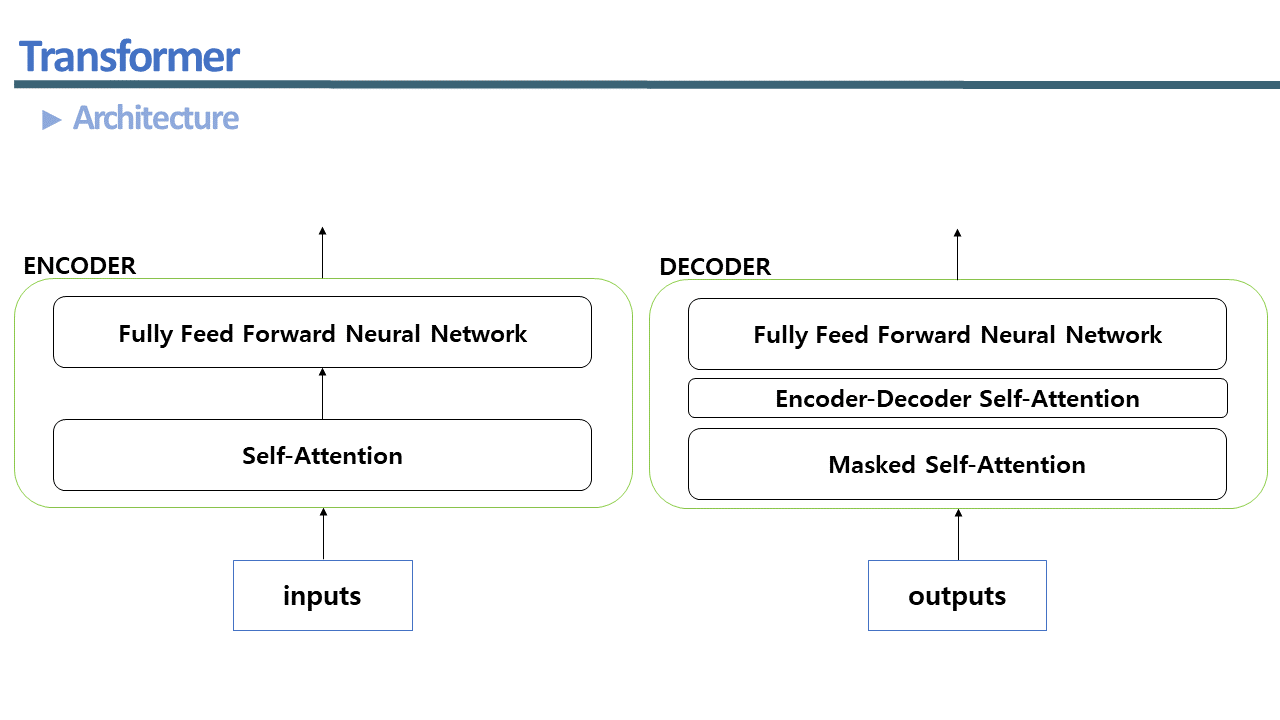 Transformer
► Architecture
ENCODER
Fully Feed Forward Neural Network
Self-Attention
inputs
DECODER
Fully Feed Forward Neural Network
Encoder-Decoder Self-Attention
Masked Self-Attention
outputs